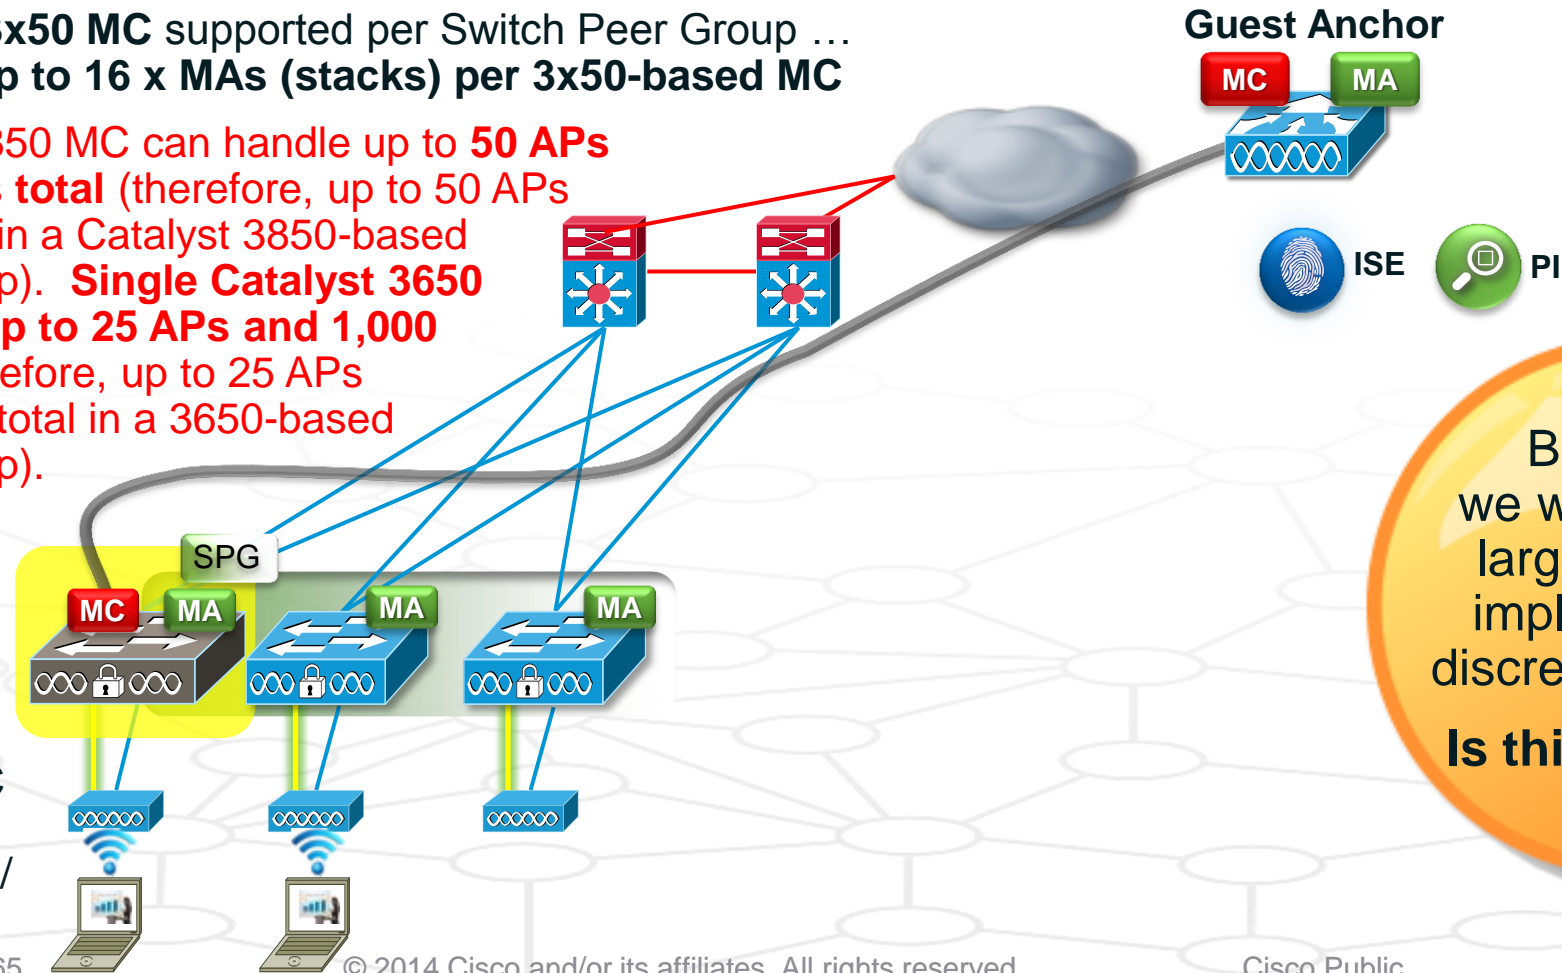 3x50 MC supported per Switch Peer Group …
p to 16 x MAs (stacks) per 3x50-based MC
Guest Anchor
MC MA
850 MC can handle up to 50 APs
s total (therefore, up to 50 APs
in a Catalyst 3850-based
p). Single Catalyst 3650
p to 25 APs and 1,000
efore, up to 25 APs
total in a 3650-based
p).
ISE PI
B
we w
larg
impl
discre
Is thi
SPG
MC MA MA MA
/
65 © 2014 Cisco and/or its affiliates. All rights reserved. Cisco Public